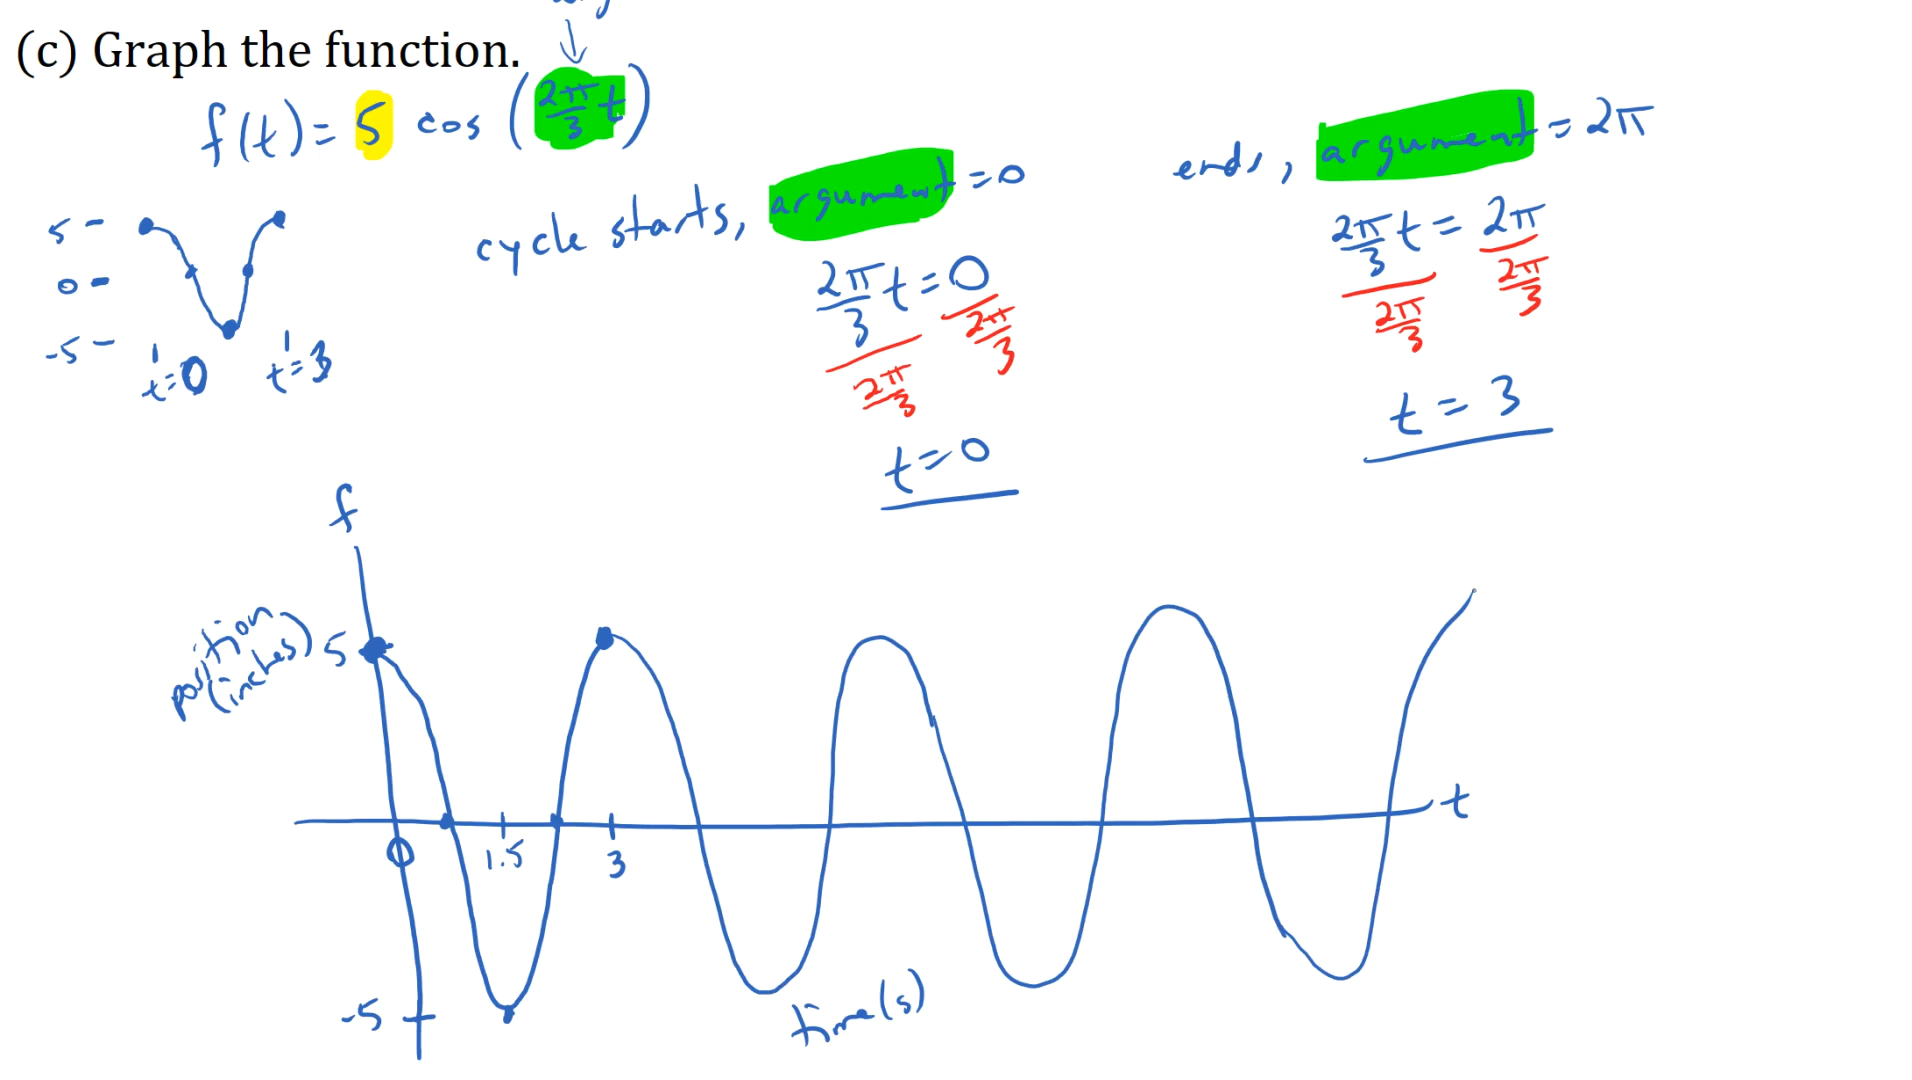 (c) Graph the function.
f(t) = 5 cos (2π/3 t)
cycle starts, argument = 0
2π/3 t = 0
2π/3 2π/3
t = 0
ends, argument = 2π
2π/3 t = 2π
2π/3 2π/3
t = 3
5
0
-5
t=0 t=3
f
position
(inches)
5
0 1.5 3
t
-5
time(s)